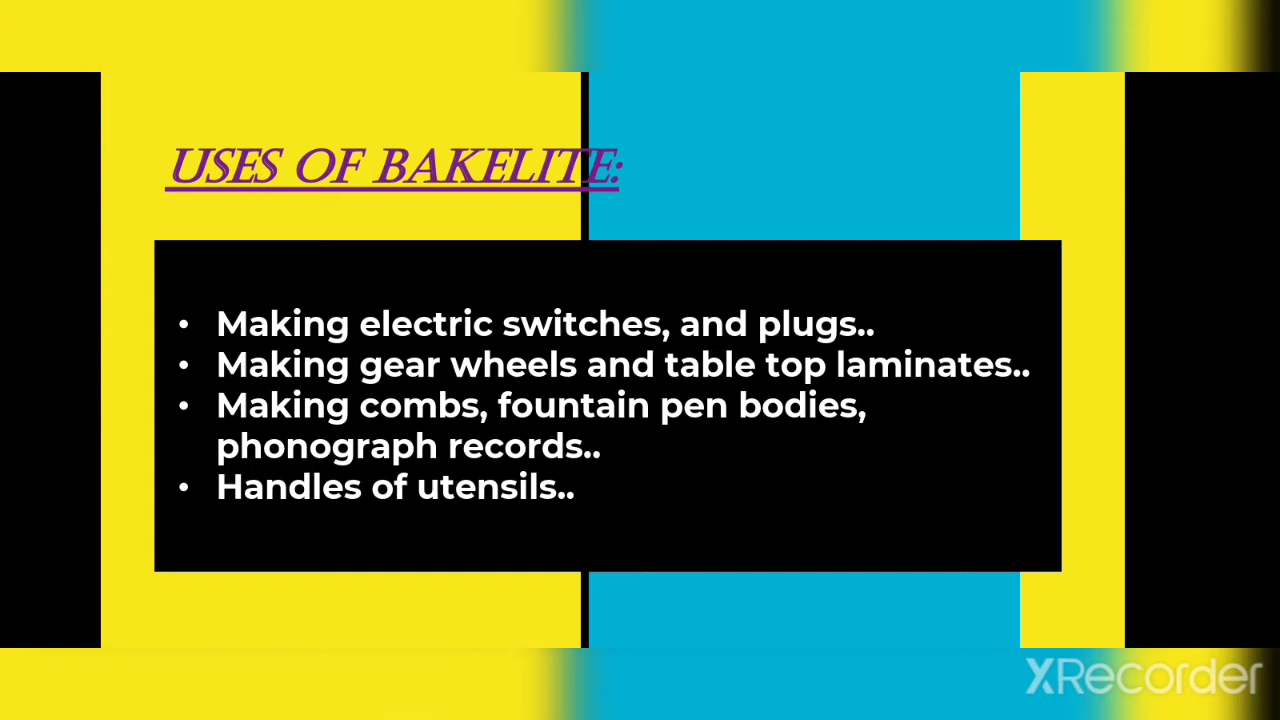 USES OF BAKELITE:
• Making electric switches, and plugs..
• Making gear wheels and table top laminates..
• Making combs, fountain pen bodies,
phonograph records..
• Handles of utensils..
XRecorder